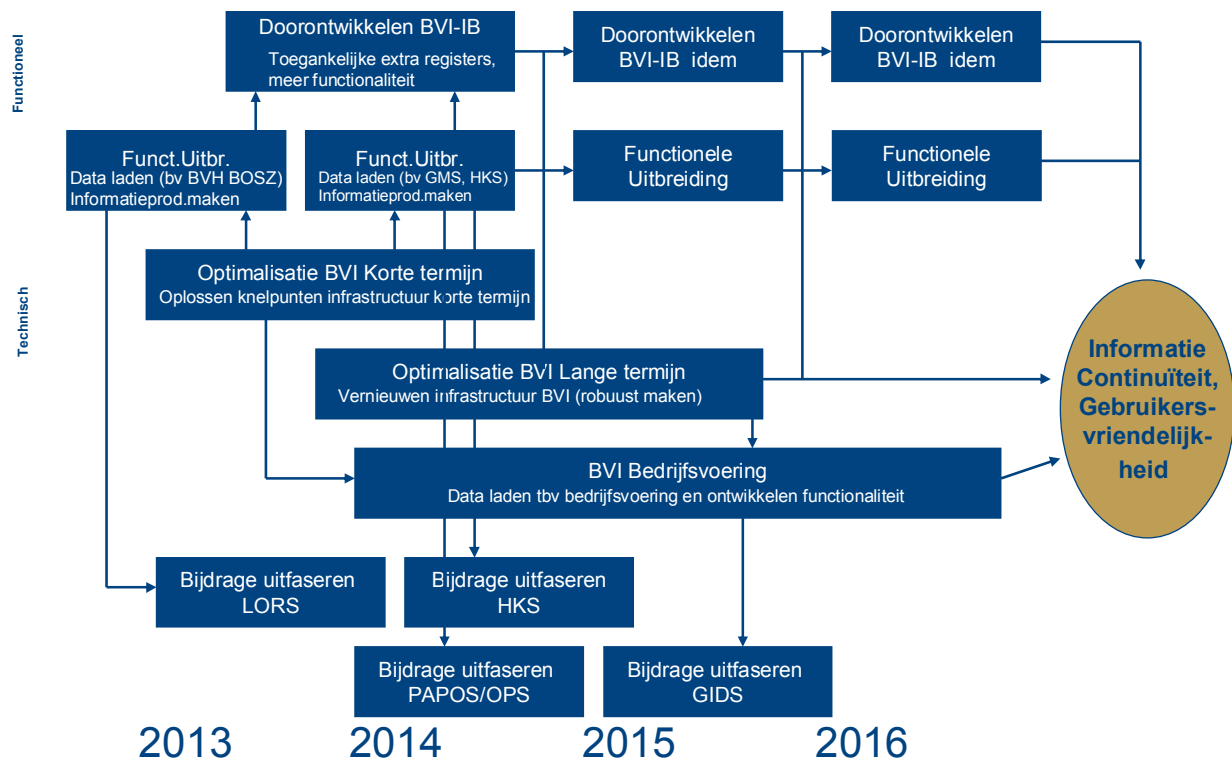 Functioneel
Technisch
Doorontwikkelen BVI-IB
Toegankelijke extra registers,
meer functionaliteit
Doorontwikkelen
BVI-IB idem
Doorontwikkelen
BVI-IB idem
Funct.Uitbr.
Data laden (bv BVH BOSZ)
Informatieprod.maken
Funct.Uitbr.
Data laden (bv GMS, HKS)
Informatieprod.maken
Functionele
Uitbreiding
Functionele
Uitbreiding
Optimalisatie BVI Korte termijn
Oplossen knelpunten infrastructuur korte termijn
Optimalisatie BVI Lange termijn
Vernieuwen infrastructuur BVI (robuust maken)
BVI Bedrijfsvoering
Data laden tbv bedrijfsvoering en ontwikkelen functionaliteit
Informatie
Continuïteit,
Gebruikers-
vriendelijk-
heid
Bijdrage uitfaseren
LORS
Bijdrage uitfaseren
HKS
Bijdrage uitfaseren
PAPOS/OPS
Bijdrage uitfaseren
GIDS
2013 2014 2015 2016